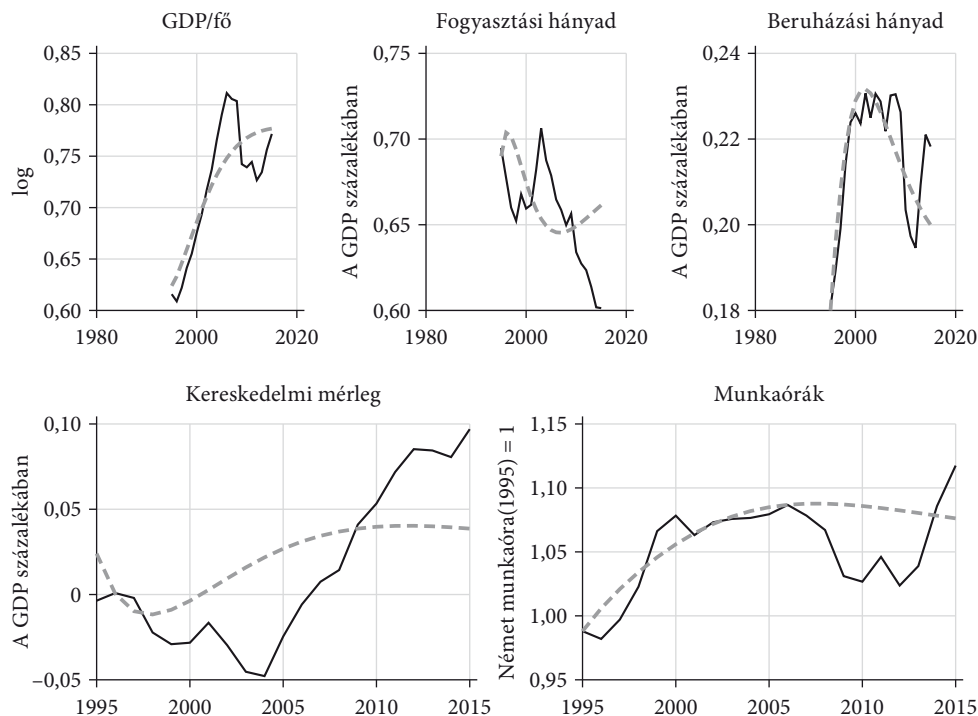 GDP/fő
log
0,85
0,80
0,75
0,70
0,65
0,60
1980 2000 2020
Fogyasztási hányad
A GDP százalékában
0,75
0,70
0,65
0,60
1980 2000 2020
Beruházási hányad
A GDP százalékában
0,24
0,22
0,20
0,18
1980 2000 2020
Kereskedelmi mérleg
A GDP százalékában
0,10
0,05
0
–0,05
1995 2000 2005 2010 2015
Munkaórák
Német munkaóra(1995) = 1
1,15
1,10
1,05
1,00
0,95
1995 2000 2005 2010 2015